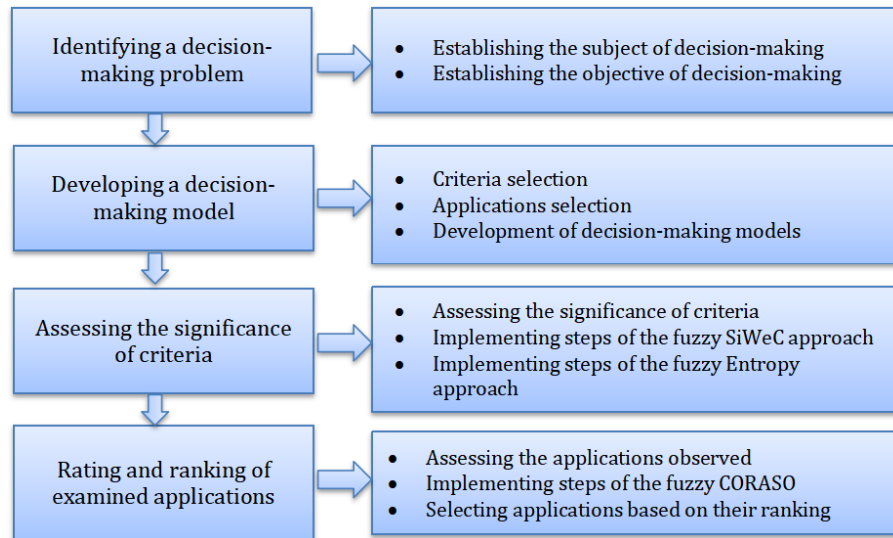 Identifying a decision-
making problem
• Establishing the subject of decision-making
• Establishing the objective of decision-making
Developing a decision-
making model
• Criteria selection
• Applications selection
• Development of decision-making models
Assessing the significance
of criteria
• Assessing the significance of criteria
• Implementing steps of the fuzzy SiWeC approach
• Implementing steps of the fuzzy Entropy
approach
Rating and ranking of
examined applications
• Assessing the applications observed
• Implementing steps of the fuzzy CORASO
• Selecting applications based on their ranking